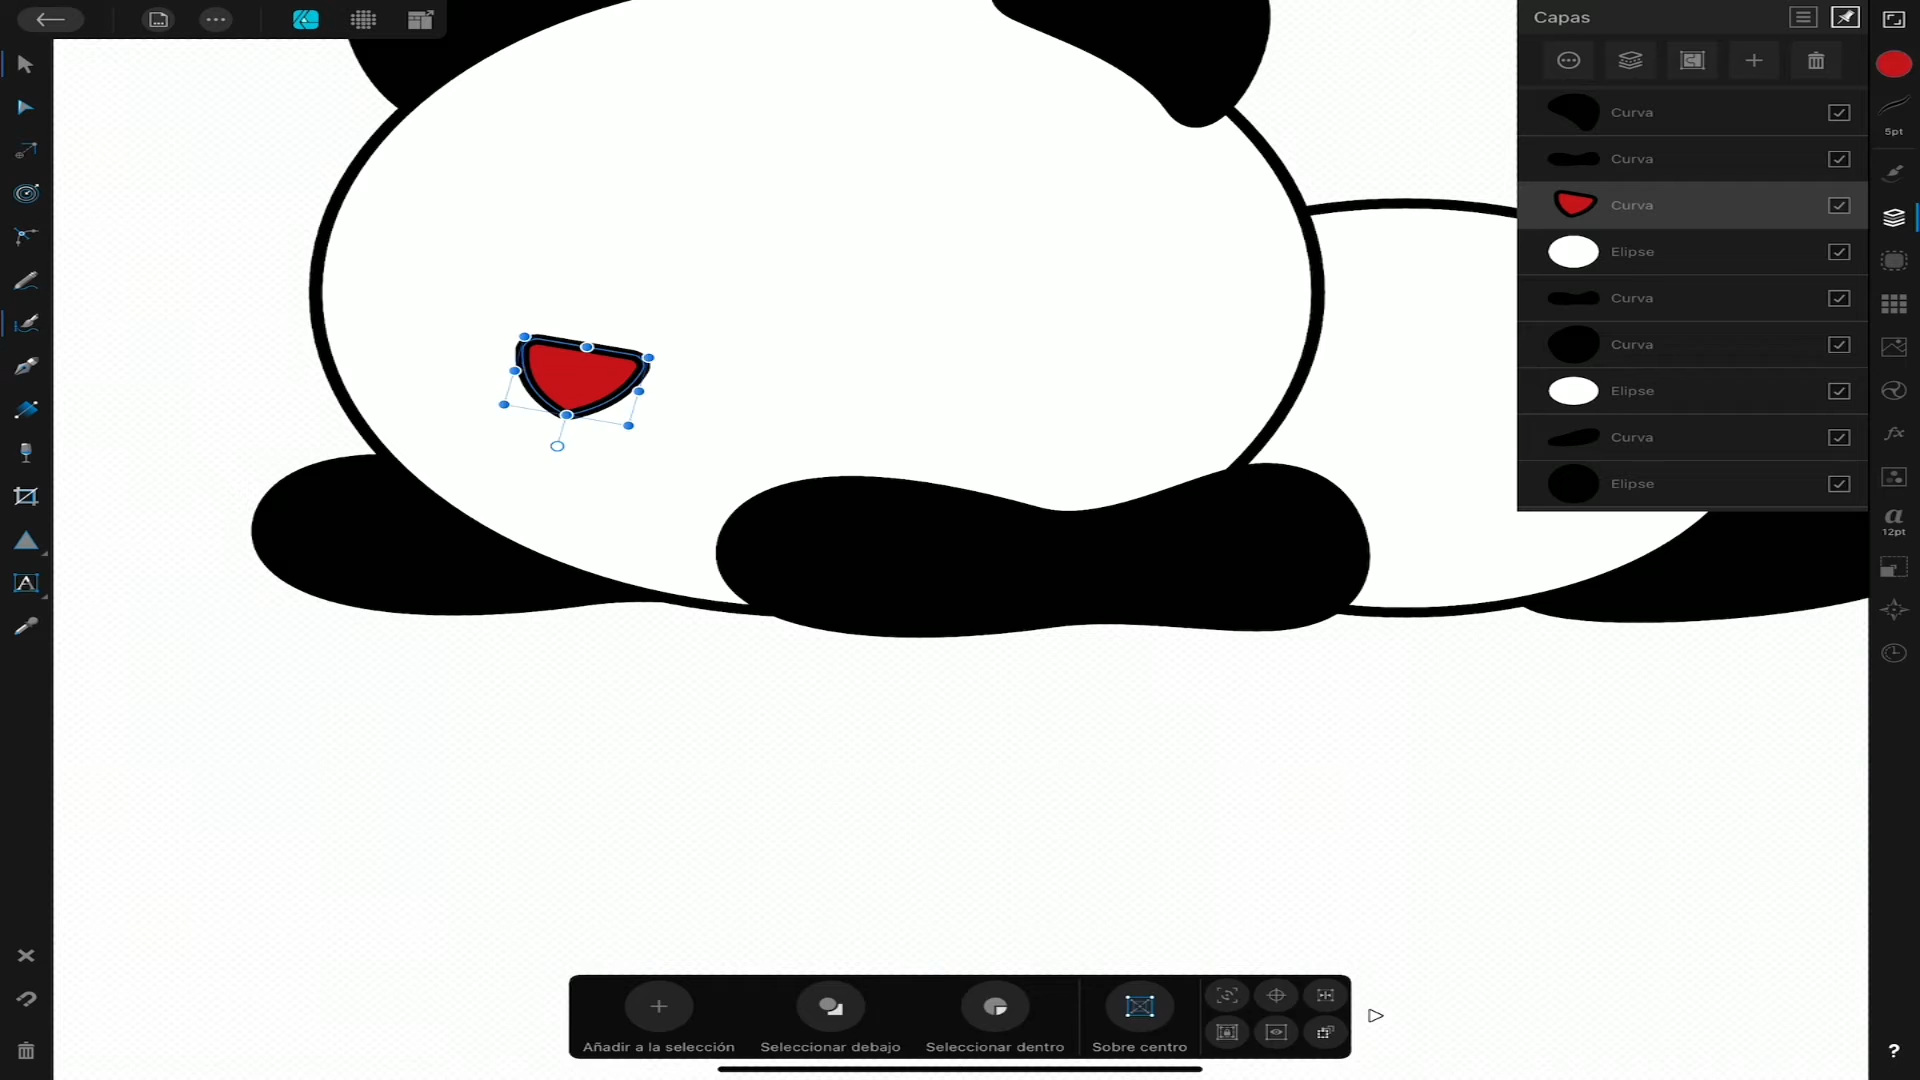 Capas
Curva
5pt
Curva
Curva
Elipse
Curva
Curva
Elipse
Curva
Elipse
a
12pt
fx
A
Añadir a la selección
Seleccionar debajo
Seleccionar dentro
Sobre centro
?